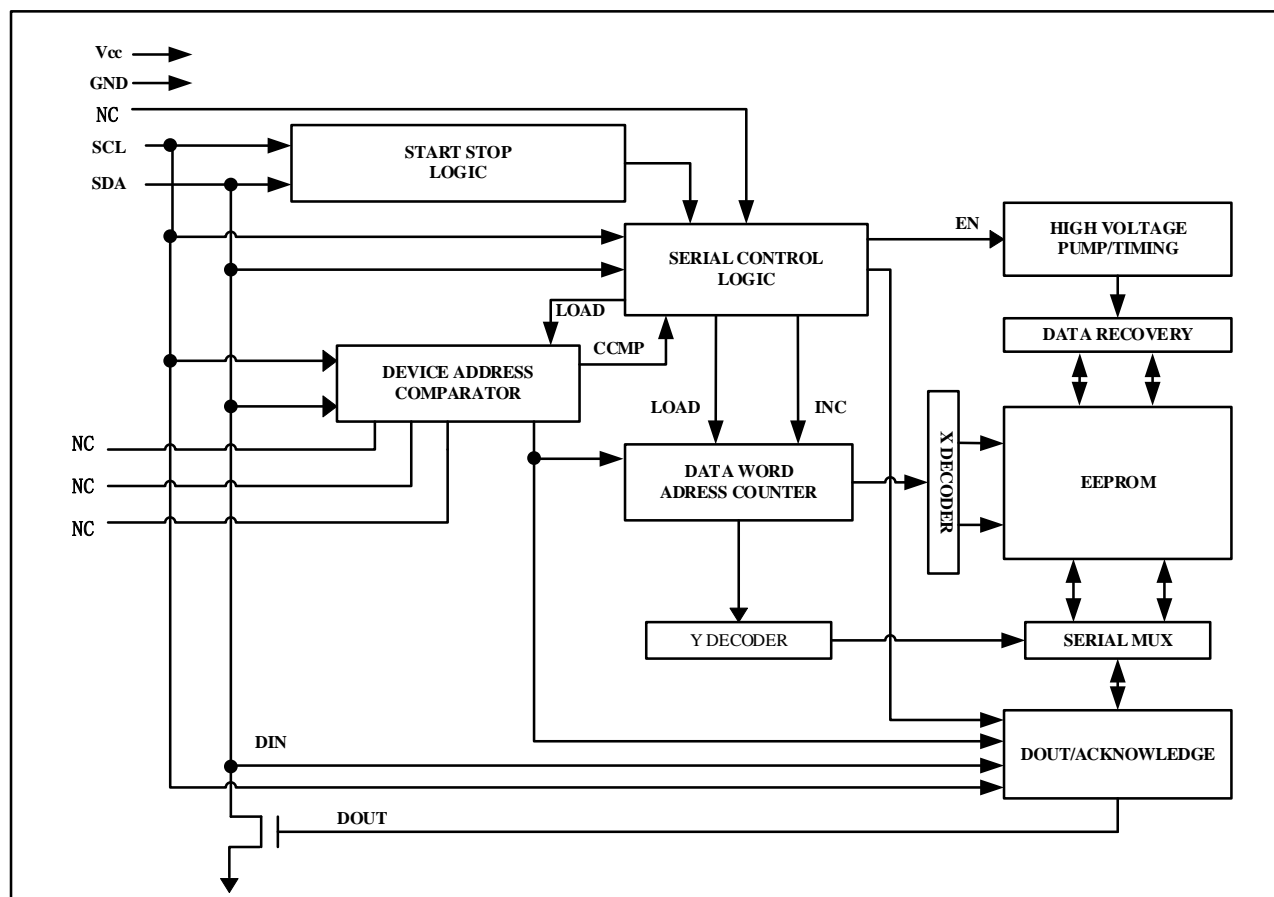 Vcc
GND
NC
SCL
SDA
START STOP
LOGIC
SERIAL CONTROL
LOGIC
EN
HIGH VOLTAGE
PUMP/TIMING
LOAD
CCMP
DATA RECOVERY
DEVICE ADDRESS
COMPARATOR
LOAD
INC
NC
NC
NC
DATA WORD
ADRESS COUNTER
X DECODER
EEPROM
Y DECODER
SERIAL MUX
DIN
DOUT/ACKNOWLEDGE
DOUT